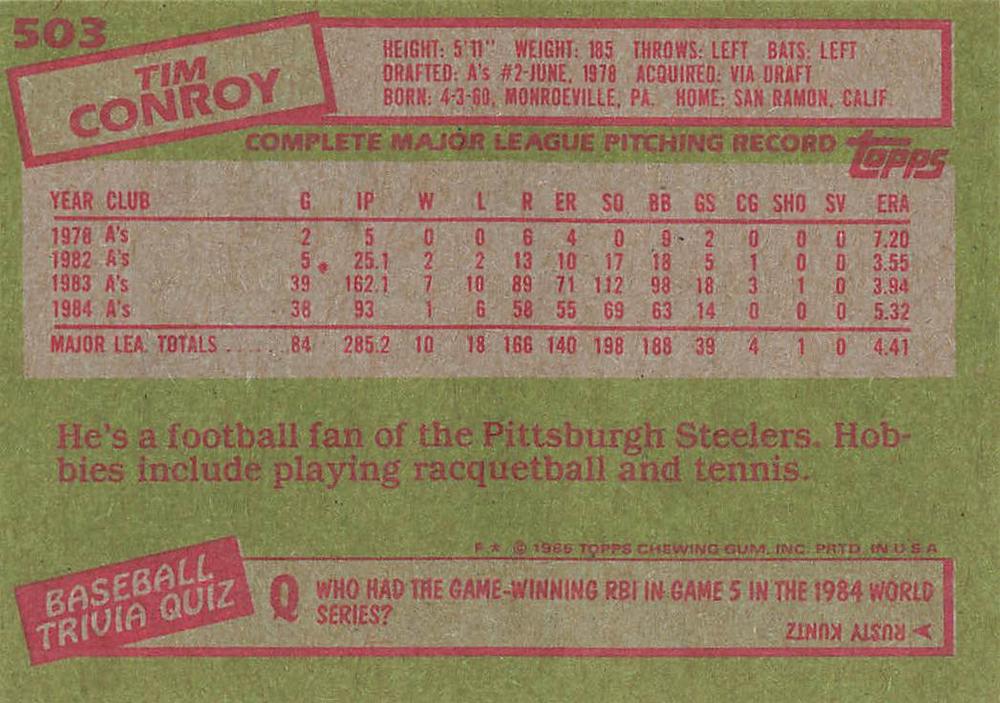 503
TIM
CONROY
HEIGHT: 5'11" WEIGHT: 185 THROWS: LEFT BATS: LEFT
DRAFTED: A's #2-JUNE, 1978 ACQUIRED: VIA DRAFT
BORN: 4-3-60, MONROEVILLE, PA. HOME: SAN RAMON, CALIF.
COMPLETE MAJOR LEAGUE PITCHING RECORD topps
YEAR CLUB G IP W L R ER SO BB GS CG SHO SV ERA
1978 A's 2 5 0 0 6 4 0 9 2 0 0 0 7.20
1982 A's 5 25.1 2 2 13 10 17 18 5 1 0 0 3.55
1983 A's 39 162.1 7 10 89 71 112 98 18 3 1 0 3.94
1984 A's 38 93 1 6 58 55 69 63 14 0 0 0 5.32
MAJOR LEA. TOTALS ...... 84 285.2 10 18 166 140 198 188 39 4 1 0 4.41
He's a football fan of the Pittsburgh Steelers. Hob-
bies include playing racquetball and tennis.
F ★ © 1985 TOPPS CHEWING GUM, INC. PRTD. IN U S A
BASEBALL
TRIVIA QUIZ
Q WHO HAD THE GAME-WINNING RBI IN GAME 5 IN THE 1984 WORLD
SERIES?
RUSTY KUNTZ